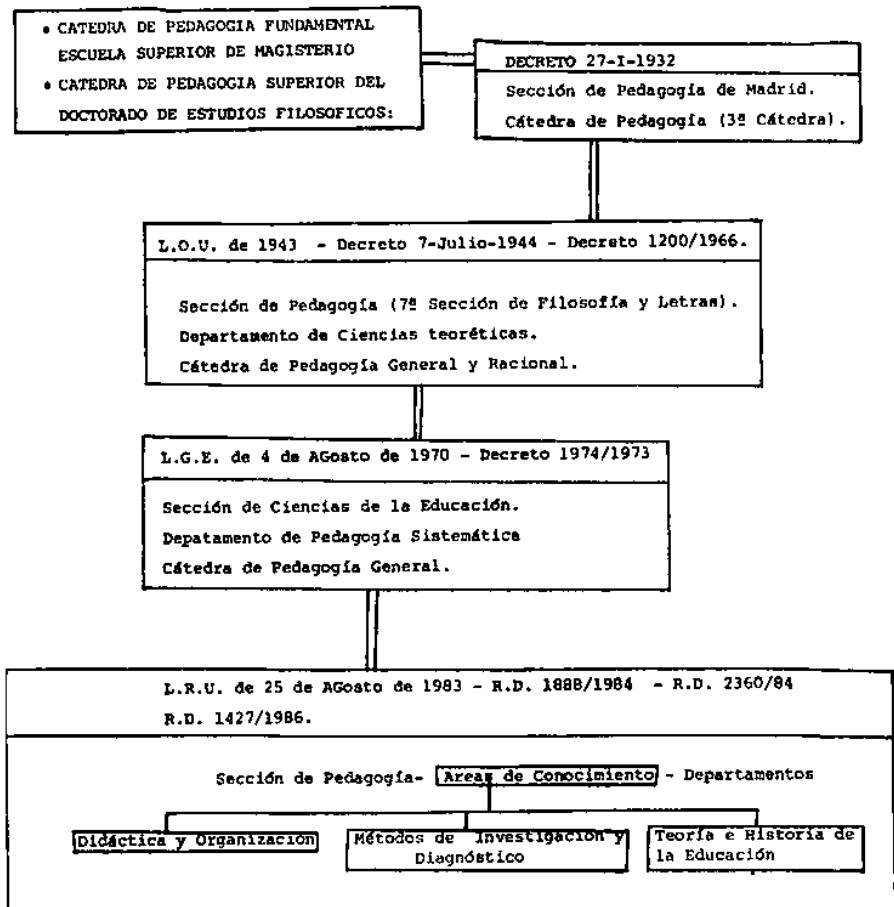 • CATEDRA DE PEDAGOGIA FUNDAMENTAL
ESCUELA SUPERIOR DE MAGISTERIO
• CATEDRA DE PEDAGOGIA SUPERIOR DEL
DOCTORADO DE ESTUDIOS FILOSOFICOS:
DECRETO 27-I-1932
Sección de Pedagogía de Madrid.
Cátedra de Pedagogía (3ª Cátedra).
L.O.U. de 1943 - Decreto 7-Julio-1944 - Decreto 1200/1966.
Sección de Pedagogía (7ª Sección de Filosofía y Letras).
Departamento de Ciencias teoréticas.
Cátedra de Pedagogía General y Racional.
L.G.E. de 4 de AGosto de 1970 - Decreto 1974/1973
Sección de Ciencias de la Educación.
Depatamento de Pedagogía Sistemática
Cátedra de Pedagogía General.
L.R.U. de 25 de AGosto de 1983 - R.D. 1888/1984 - R.D. 2360/84
R.D. 1427/1986.
Sección de Pedagogía- Areas de Conocimiento - Departamentos
Didáctica y Organización
Métodos de Investigación y
Diagnóstico
Teoría e Historia de
la Educación